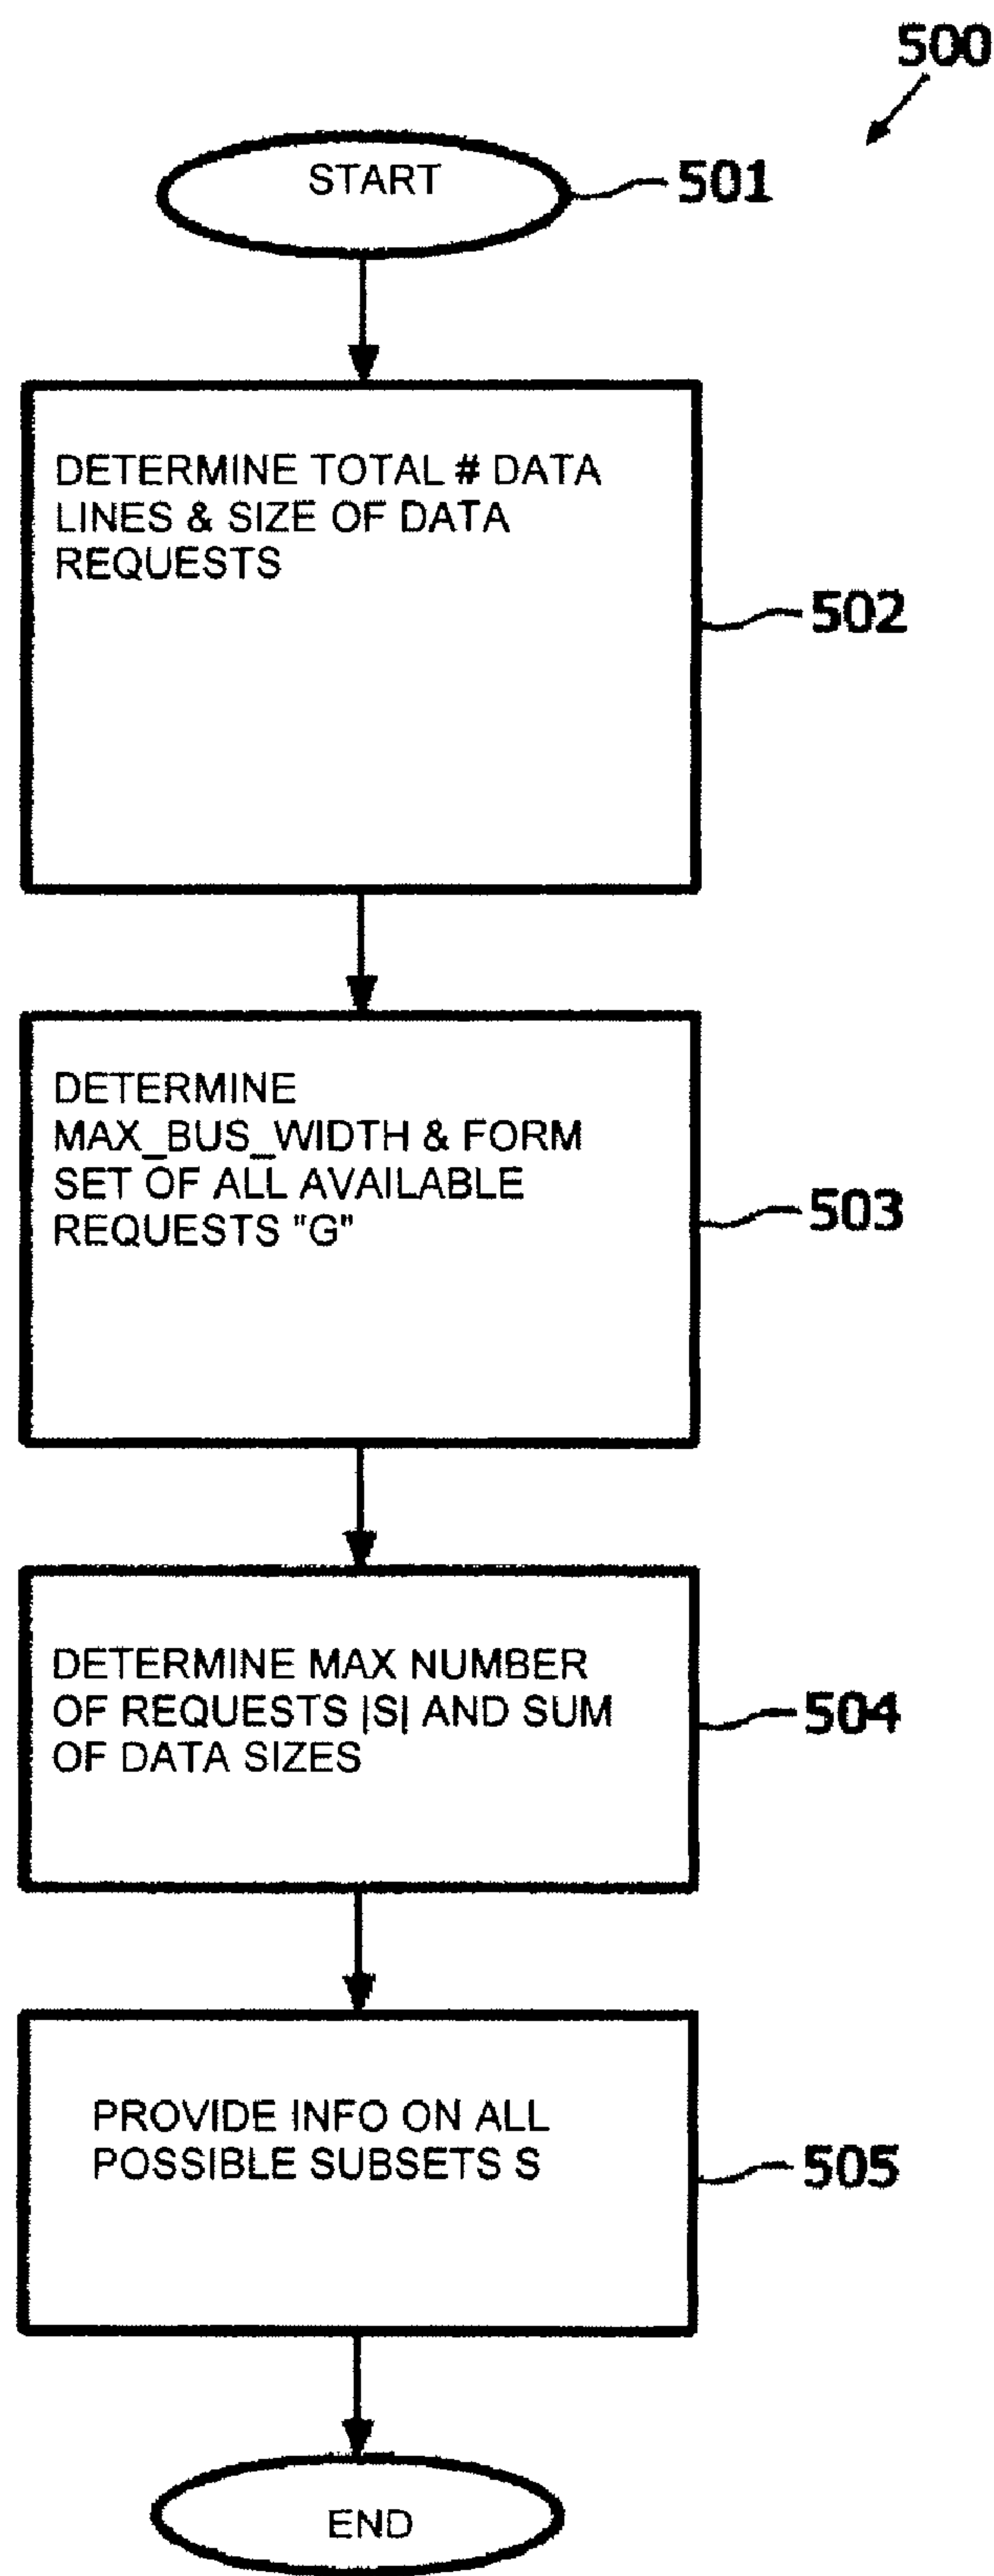 500
START
501
DETERMINE TOTAL # DATA
LINES & SIZE OF DATA
REQUESTS
502
DETERMINE
MAX_BUS_WIDTH & FORM
SET OF ALL AVAILABLE
REQUESTS "G"
503
DETERMINE MAX NUMBER
OF REQUESTS |S| AND SUM
OF DATA SIZES
504
PROVIDE INFO ON ALL
POSSIBLE SUBSETS S
505
END